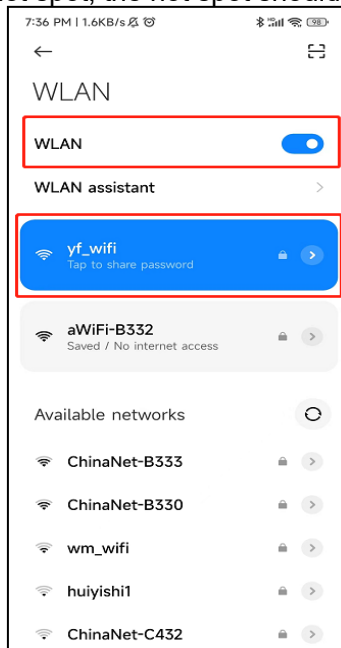 7:36 PM | 1.6KB/s
98
WLAN
WLAN
WLAN assistant
yf_wifi
Tap to share password
aWiFi-B332
Saved / No internet access
Available networks
ChinaNet-B333
ChinaNet-B330
wm_wifi
huiyishi1
ChinaNet-C432